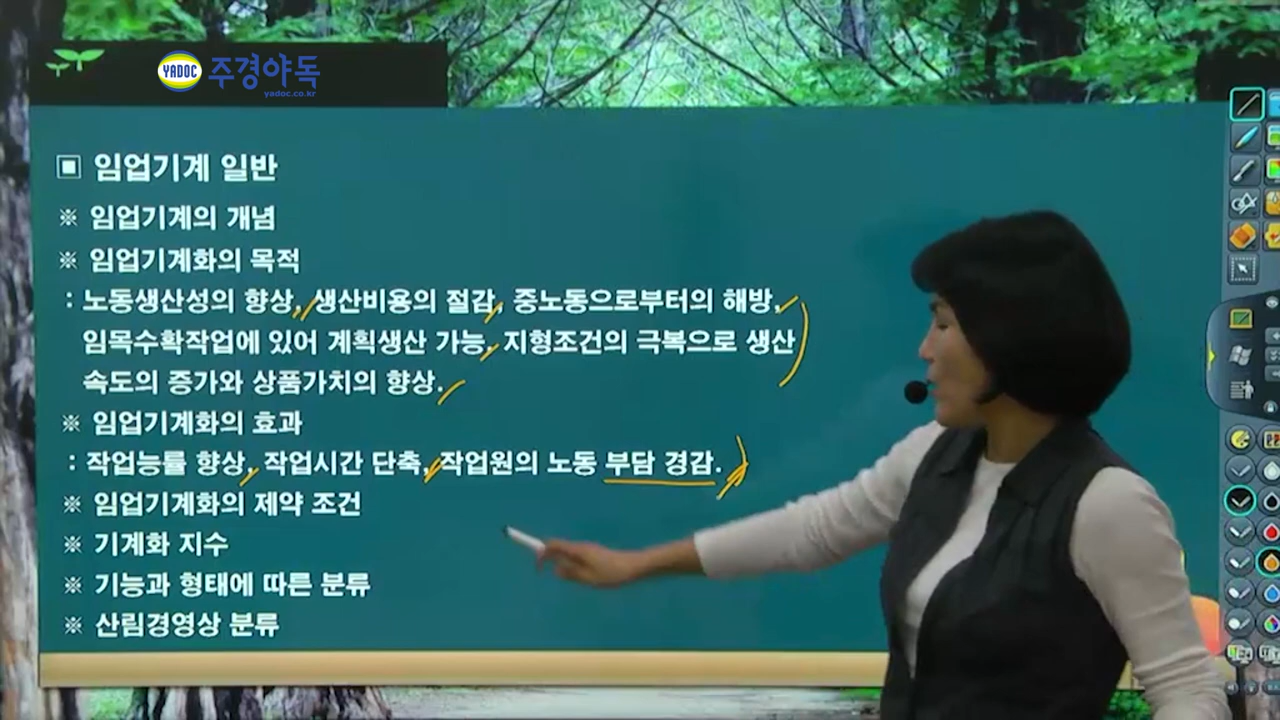 YADOC 주경야독
yadoc.co.kr
▣ 임업기계 일반
※ 임업기계의 개념
※ 임업기계화의 목적
: 노동생산성의 향상, 생산비용의 절감, 중노동으로부터의 해방,
임목수확작업에 있어 계획생산 가능, 지형조건의 극복으로 생산
속도의 증가와 상품가치의 향상.
※ 임업기계화의 효과
: 작업능률 향상, 작업시간 단축, 작업원의 노동 부담 경감.
※ 임업기계화의 제약 조건
※ 기계화 지수
※ 기능과 형태에 따른 분류
※ 산림경영상 분류